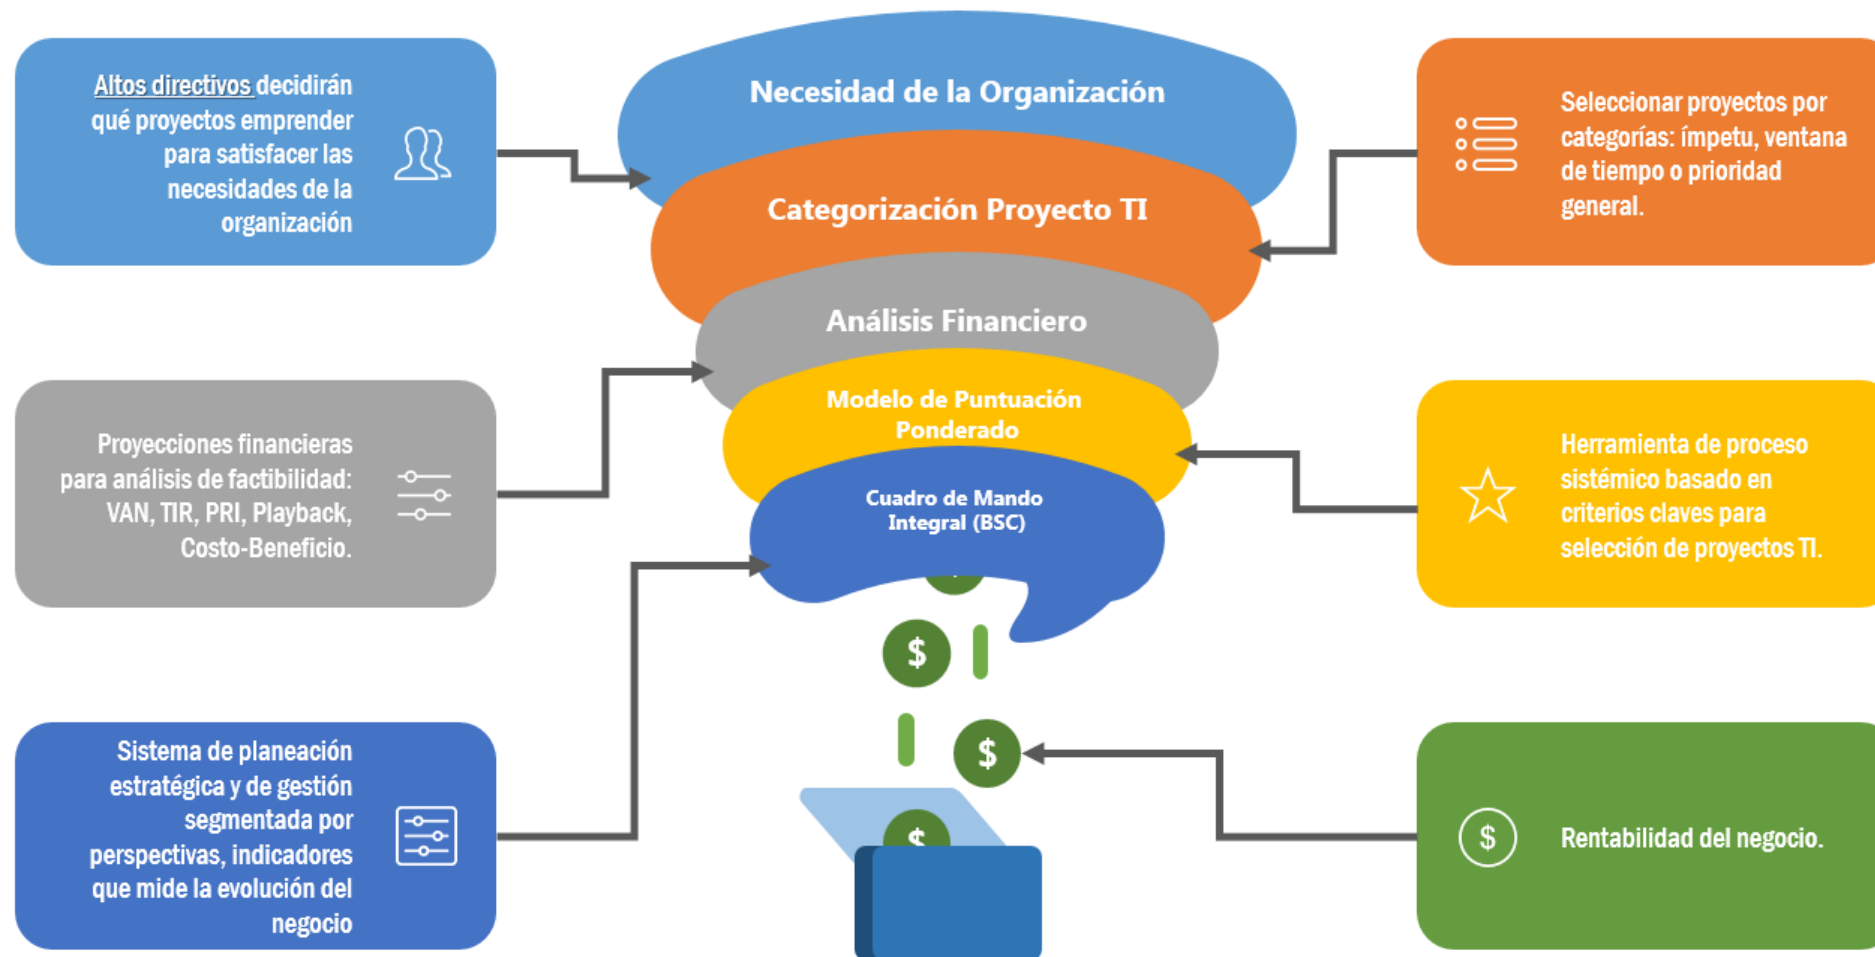 Altos directivos decidirán
qué proyectos emprender
para satisfacer las
necesidades de la
organización
Necesidad de la Organización
Seleccionar proyectos por
categorías: ímpetu, ventana
de tiempo o prioridad
general.
Categorización Proyecto TI
Análisis Financiero
Proyecciones financieras
para análisis de factibilidad:
VAN, TIR, PRI, Playback,
Costo-Beneficio.
Modelo de Puntuación
Ponderado
Herramienta de proceso
sistémico basado en
criterios claves para
selección de proyectos TI.
Cuadro de Mando
Integral (BSC)
Sistema de planeación
estratégica y de gestión
segmentada por
perspectivas, indicadores
que mide la evolución del
negocio
$
$
$
$
Rentabilidad del negocio.